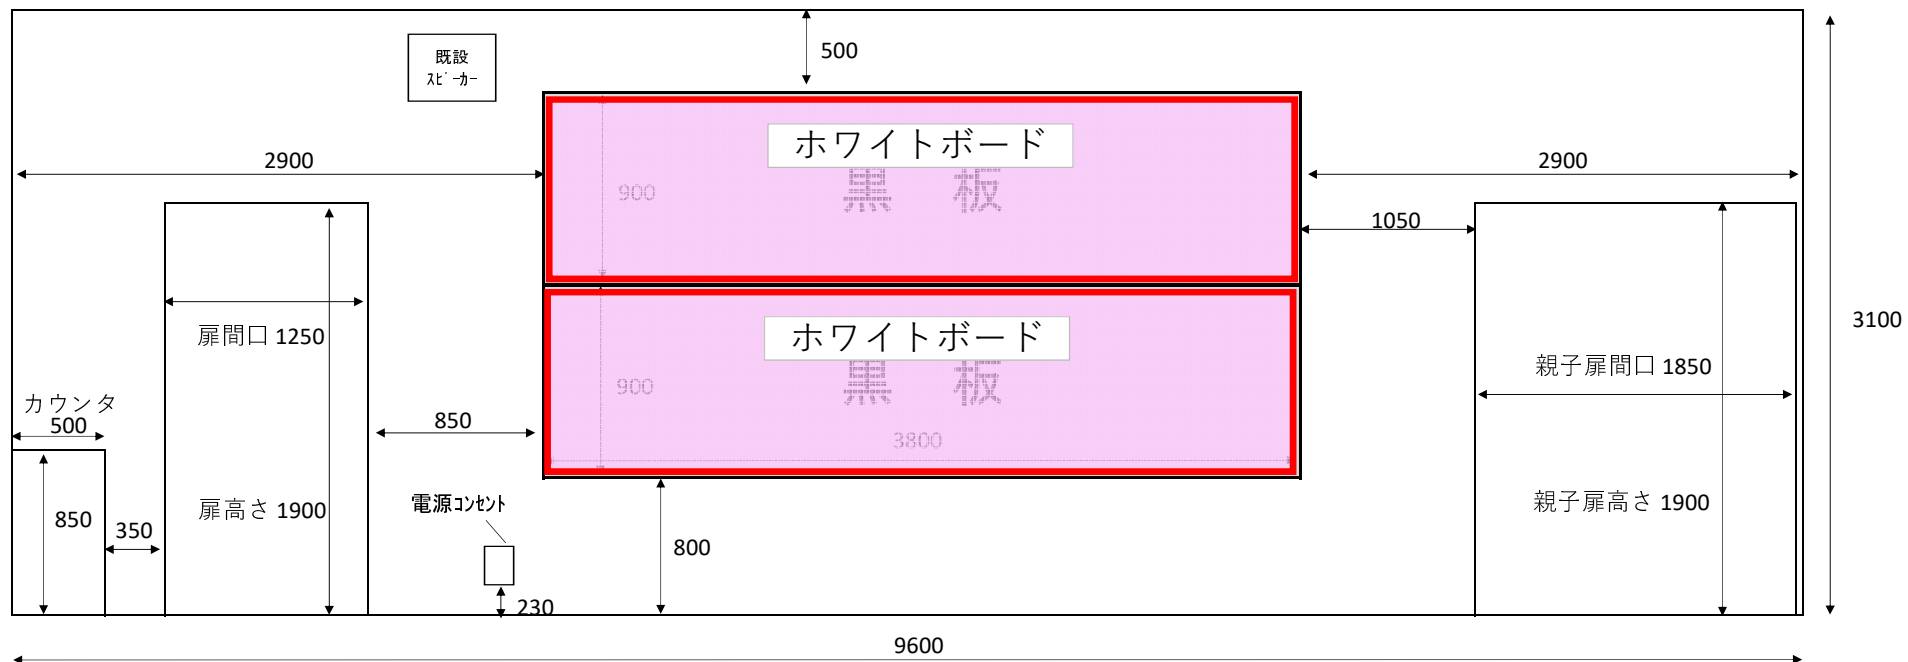 500
既設
ｽﾋﾟｰｶｰ
ホワイトボード
2900
2900
900
黒 板
1050
3100
扉間口 1250
ホワイトボード
親子扉間口 1850
900
黒 板
カウンタ
500
850
3800
電源ｺﾝｾﾝﾄ
扉高さ 1900
親子扉高さ 1900
850
350
800
230
9600